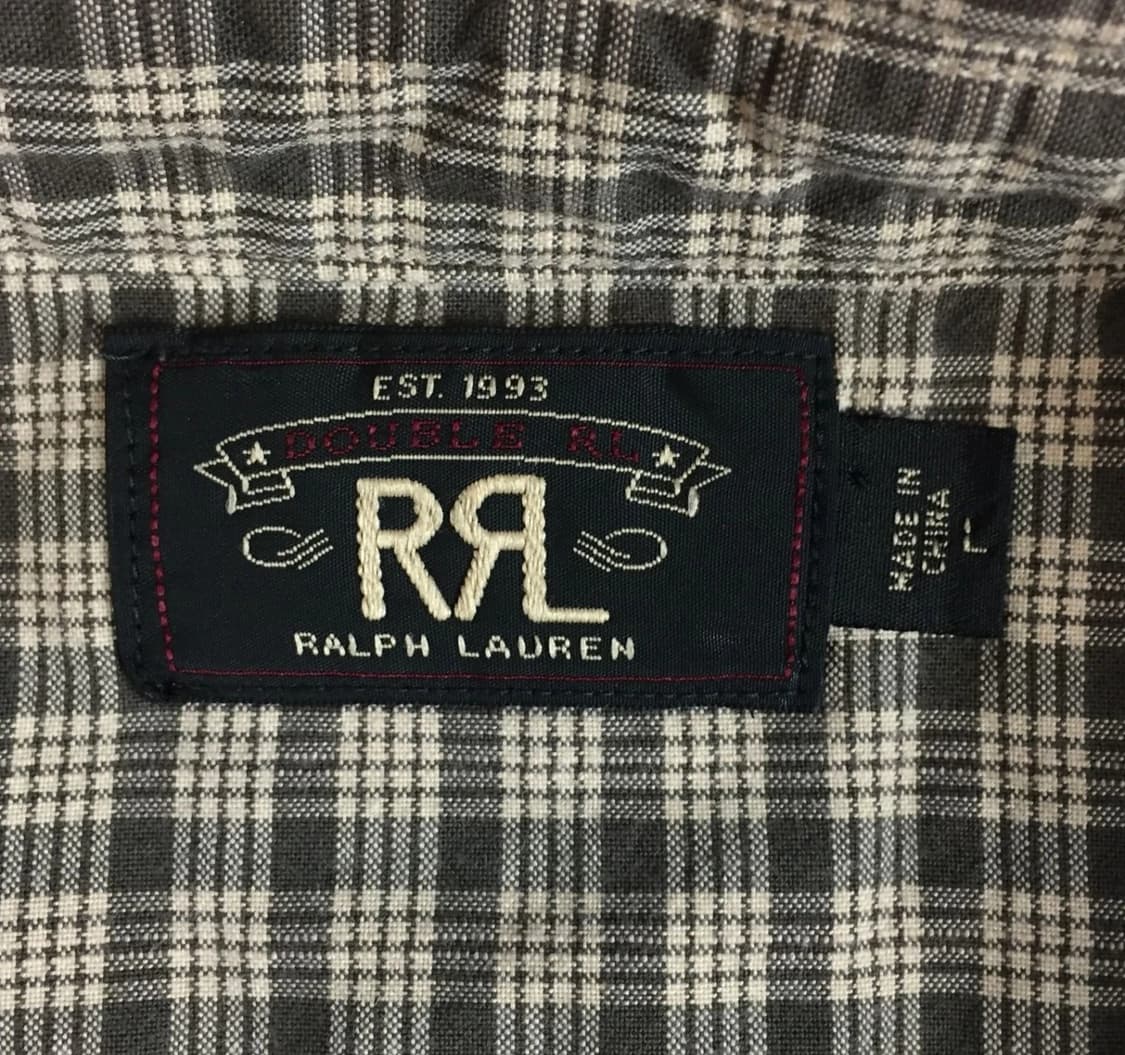 EST. 1993
DOUBLE RL
RRL
RALPH LAUREN
MADE IN
CHINA
L